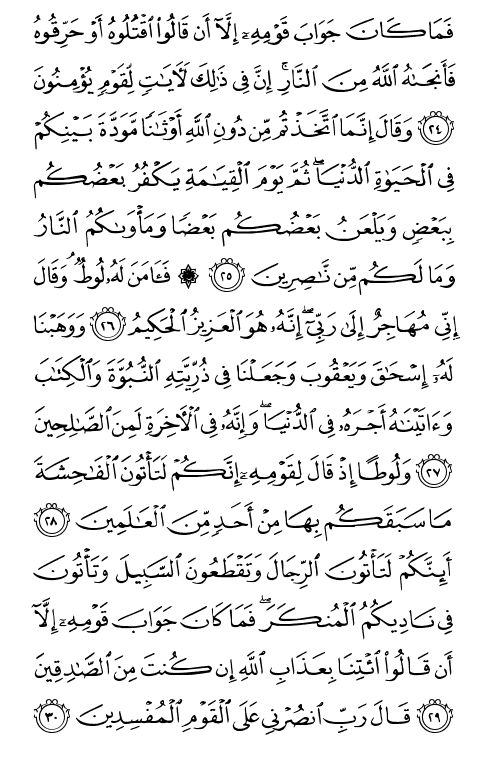 فَمَا كَانَ جَوَابَ قَوْمِهِۦٓ إِلَّآ أَن قَالُوا۟ ٱقْتُلُوهُ أَوْ حَرِّقُوهُ
فَأَنجَىٰهُ ٱللَّهُ مِنَ ٱلنَّارِ ۚ إِنَّ فِى ذَٰلِكَ لَـَٔايَـٰتٍ لِّقَوْمٍ يُؤْمِنُونَ
٢٤ وَقَالَ إِنَّمَا ٱتَّخَذْتُم مِّن دُونِ ٱللَّهِ أَوْثَـٰنًا مَّوَدَّةَ بَيْنِكُمْ
فِى ٱلْحَيَوٰةِ ٱلدُّنْيَا ۖ ثُمَّ يَوْمَ ٱلْقِيَـٰمَةِ يَكْفُرُ بَعْضُكُم
بِبَعْضٍ وَيَلْعَنُ بَعْضُكُم بَعْضًا وَمَأْوَىٰكُمُ ٱلنَّارُ
وَمَا لَكُم مِّن نَّـٰصِرِينَ ٢٥ ۞ فَـَٔامَنَ لَهُۥ لُوطٌ ۘ وَقَالَ
إِنِّى مُهَاجِرٌ إِلَىٰ رَبِّىٓ ۖ إِنَّهُۥ هُوَ ٱلْعَزِيزُ ٱلْحَكِيمُ ٢٦ وَوَهَبْنَا
لَهُۥٓ إِسْحَـٰقَ وَيَعْقُوبَ وَجَعَلْنَا فِى ذُرِّيَّتِهِ ٱلنُّبُوَّةَ وَٱلْكِتَـٰبَ
وَءَاتَيْنَـٰهُ أَجْرَهُۥ فِى ٱلدُّنْيَا ۖ وَإِنَّهُۥ فِى ٱلْـَٔاخِرَةِ لَمِنَ ٱلصَّـٰلِحِينَ
٢٧ وَلُوطًا إِذْ قَالَ لِقَوْمِهِۦٓ إِنَّكُمْ لَتَأْتُونَ ٱلْفَـٰحِشَةَ
مَا سَبَقَكُم بِهَا مِنْ أَحَدٍ مِّنَ ٱلْعَـٰلَمِينَ ٢٨
أَئِنَّكُمْ لَتَأْتُونَ ٱلرِّجَالَ وَتَقْطَعُونَ ٱلسَّبِيلَ وَتَأْتُونَ
فِى نَادِيكُمُ ٱلْمُنكَرَ ۖ فَمَا كَانَ جَوَابَ قَوْمِهِۦٓ إِلَّآ
أَن قَالُوا۟ ٱئْتِنَا بِعَذَابِ ٱللَّهِ إِن كُنتَ مِنَ ٱلصَّـٰدِقِينَ
٢٩ قَالَ رَبِّ ٱنصُرْنِى عَلَى ٱلْقَوْمِ ٱلْمُفْسِدِينَ ٣٠